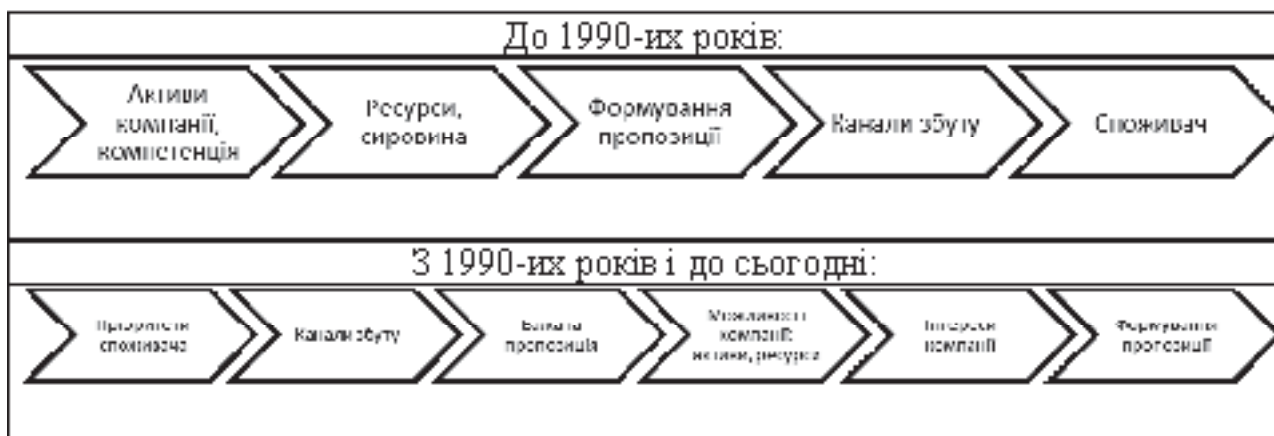 До 1990-их років:
Активи
компанії,
компетенція
Ресурси,
сировина
Формування
пропозиції
Канали збуту
Споживач
З 1990-их років і до сьогодні:
Пріоритети
споживача
Канали збуту
Бажана
пропозиція
Можливості
компанії:
активи, ресурси
Інтереси
компанії
Формування
пропозиції